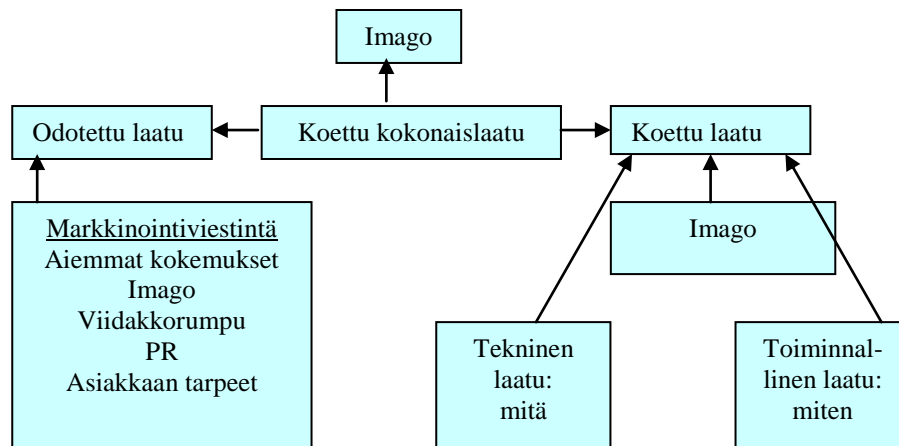 Imago
Odotettu laatu
Koettu kokonaislaatu
Koettu laatu
Markkinointiviestintä
Aiemmat kokemukset
Imago
Viidakkorumpu
PR
Asiakkaan tarpeet
Imago
Tekninen
laatu:
mitä
Toiminnal-
linen laatu:
miten